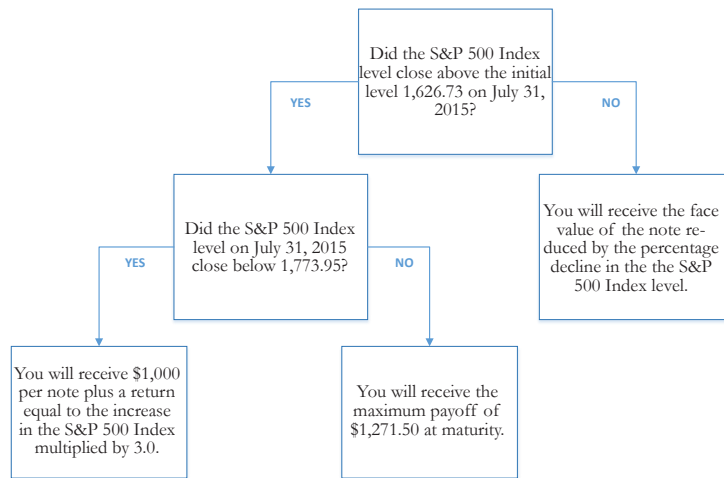 Did the S&P 500 Index
level close above the initial
level 1,626.73 on July 31,
2015?
YES
NO
Did the S&P 500 Index
level on July 31, 2015
close below 1,773.95?
You will receive the face
value of the note re-
duced by the percentage
decline in the the S&P
500 Index level.
YES
NO
You will receive $1,000
per note plus a return
equal to the increase
in the S&P 500 Index
multiplied by 3.0.
You will receive the
maximum payoff of
$1,271.50 at maturity.